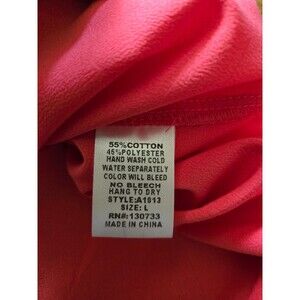 55%COTTON
45%POLYESTER
HAND WASH COLD
WATER SEPARATELY
COLOR WILL BLEED
NO BLEECH
HANG TO DRY
STYLE:A1013
SIZE: L
RN#:130733
MADE IN CHINA